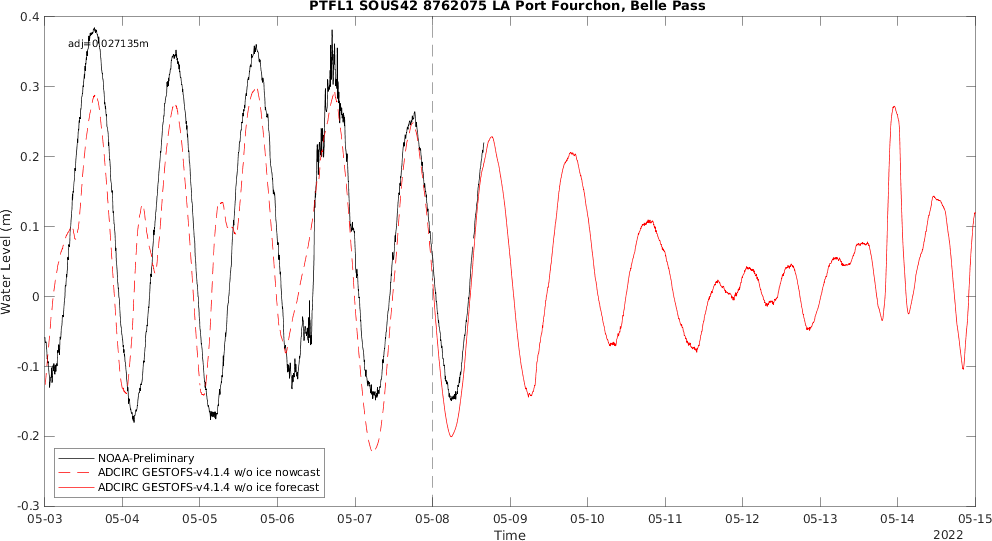 PTFL1 SOUS42 8762075 LA Port Fourchon, Belle Pass
0.4
adj=0.027135m
0.3
0.2
0.1
0
-0.1
-0.2
-0.3
Water Level (m)
NOAA-Preliminary
ADCIRC GESTOFS-v4.1.4 w/o ice nowcast
ADCIRC GESTOFS-v4.1.4 w/o ice forecast
05-03 05-04 05-05 05-06 05-07 05-08 05-09 05-10 05-11 05-12 05-13 05-14 05-15
Time
2022